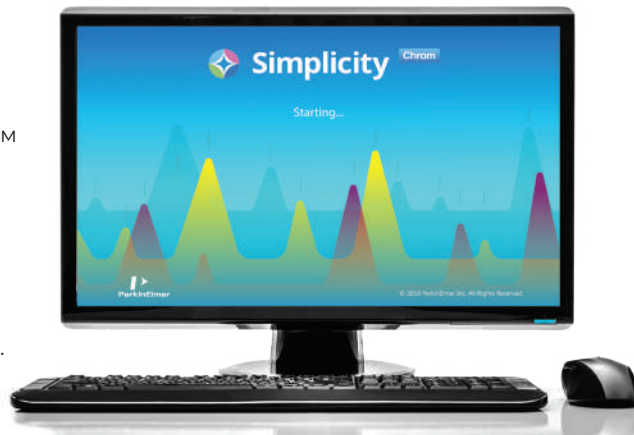 Simplicity Chrom
M
Starting...
PerkinElmer
© 2019 PerkinElmer Inc. All Rights Reserved
.